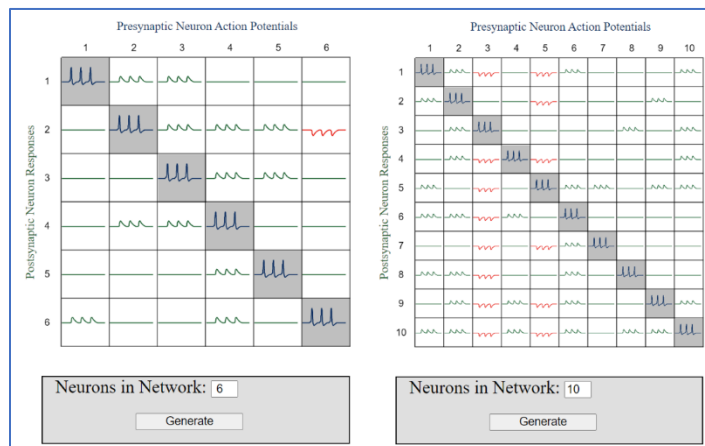 Presynaptic Neuron Action Potentials
1 2 3 4 5 6
Postsynaptic Neuron Responses
1
2
3
4
5
6
Neurons in Network: 6
Generate
Presynaptic Neuron Action Potentials
1 2 3 4 5 6 7 8 9 10
Postsynaptic Neuron Responses
1
2
3
4
5
6
7
8
9
10
Neurons in Network: 10
Generate